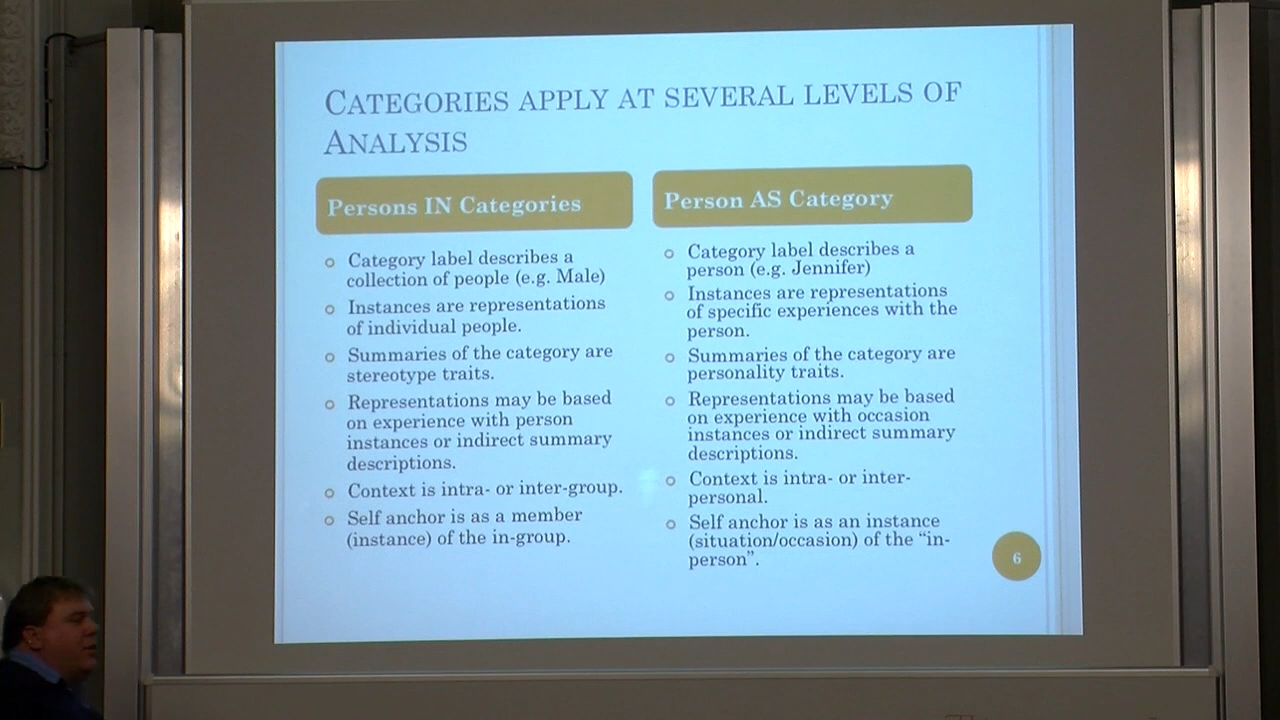 CATEGORIES APPLY AT SEVERAL LEVELS OF
ANALYSIS
Persons IN Categories
Category label describes a
collection of people (e.g. Male)
Instances are representations
of individual people.
Summaries of the category are
stereotype traits.
Representations may be based
on experience with person
instances or indirect summary
descriptions.
Context is intra- or inter-group.
Self anchor is as a member
(instance) of the in-group.
Person AS Category
Category label describes a
person (e.g. Jennifer)
Instances are representations
of specific experiences with the
person.
Summaries of the category are
personality traits.
Representations may be based
on experience with occasion
instances or indirect summary
descriptions.
Context is intra- or inter-
personal.
Self anchor is as an instance
(situation/occasion) of the “in-
person”.
6